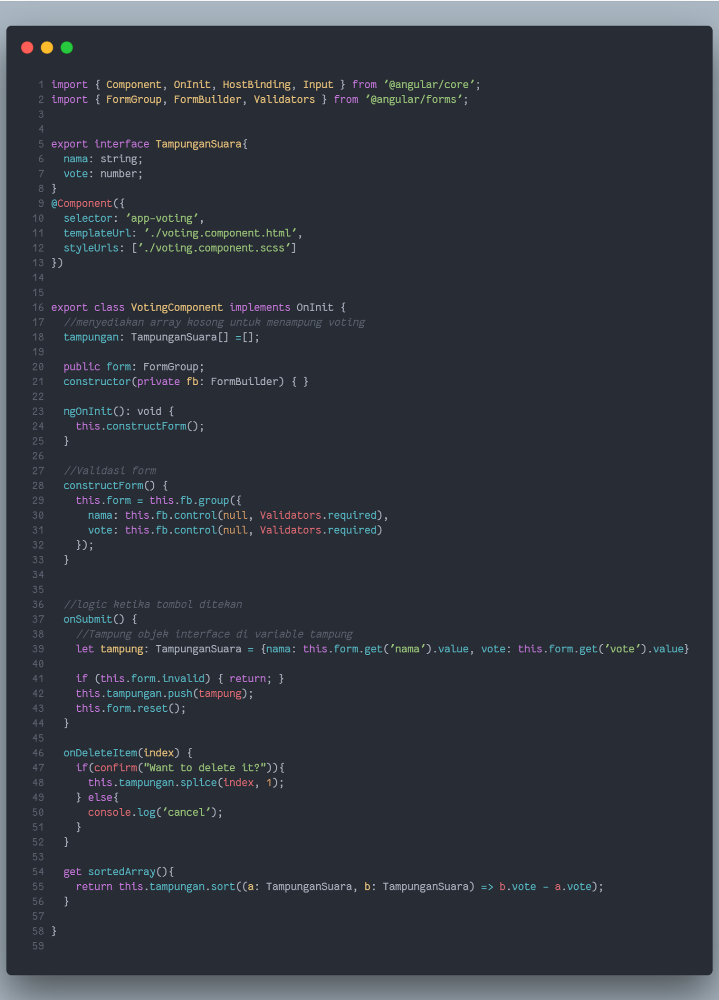 1 import { Component, OnInit, HostBinding, Input } from '@angular/core';
2 import { FormGroup, FormBuilder, Validators } from '@angular/forms';
3
4
5 export interface TampunganSuara{
6   nama: string;
7   vote: number;
8 }
9 @Component({
10   selector: 'app-voting',
11   templateUrl: './voting.component.html',
12   styleUrls: ['./voting.component.scss']
13 })
14
15
16 export class VotingComponent implements OnInit {
17   //menyediakan array kosong untuk menampung voting
18   tampungan: TampunganSuara[] =[];
19
20   public form: FormGroup;
21   constructor(private fb: FormBuilder) { }
22
23   ngOnInit(): void {
24     this.constructForm();
25   }
26
27   //Validasi form
28   constructForm() {
29     this.form = this.fb.group({
30       nama: this.fb.control(null, Validators.required),
31       vote: this.fb.control(null, Validators.required)
32     });
33   }
34
35
36   //logic ketika tombol ditekan
37   onSubmit() {
38     //Tampung objek interface di variable tampung
39     let tampung: TampunganSuara = {nama: this.form.get('nama').value, vote: this.form.get('vote').value}
40
41     if (this.form.invalid) { return; }
42     this.tampungan.push(tampung);
43     this.form.reset();
44   }
45
46   onDeleteItem(index) {
47     if(confirm("Want to delete it?")){
48       this.tampungan.splice(index, 1);
49     } else{
50       console.log('cancel');
51     }
52   }
53
54   get sortedArray(){
55     return this.tampungan.sort((a: TampunganSuara, b: TampunganSuara) => b.vote - a.vote);
56   }
57
58 }
59